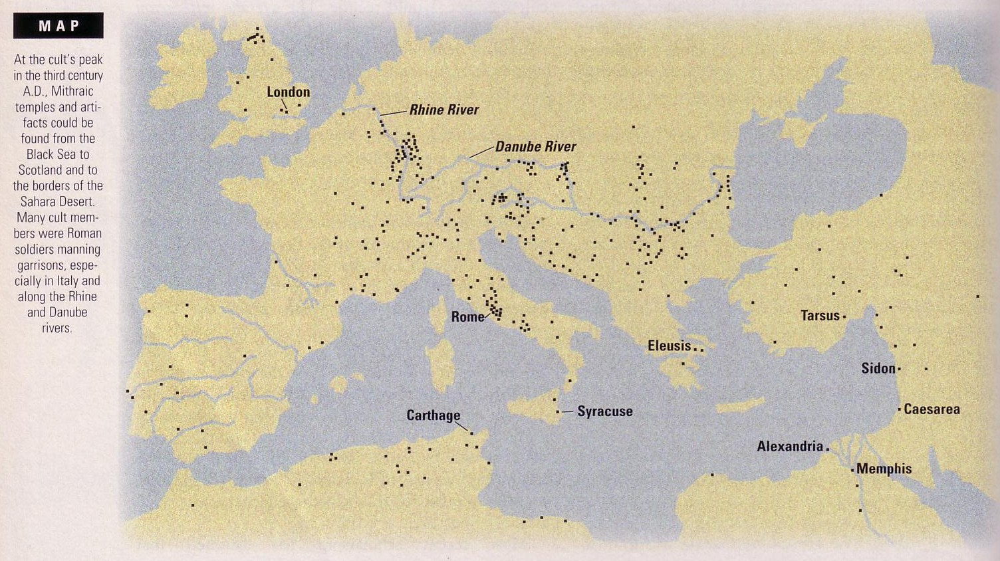 MAP
At the cult's peak
in the third century
A.D., Mithraic
temples and arti-
facts could be
found from the
Black Sea to
Scotland and to
the borders of the
Sahara Desert.
Many cult mem-
bers were Roman
soldiers manning
garrisons, espe-
cially in Italy and
along the Rhine
and Danube
rivers.
London
Rhine River
Danube River
Rome
Tarsus
Eleusis
Sidon
Carthage
Syracuse
Caesarea
Alexandria
Memphis